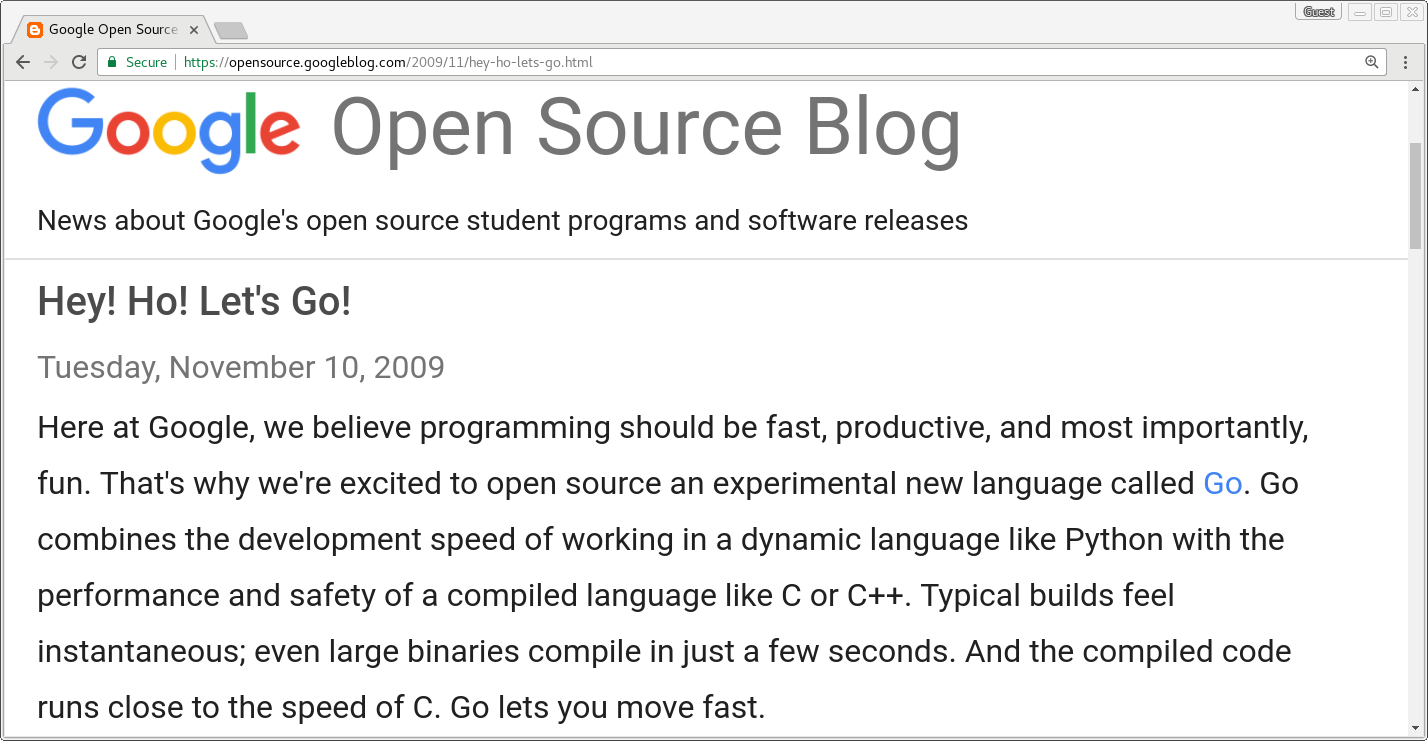 Guest
Google Open Source
Secure https://opensource.googleblog.com/2009/11/hey-ho-lets-go.html
Google Open Source Blog
News about Google's open source student programs and software releases
Hey! Ho! Let's Go!
Tuesday, November 10, 2009
Here at Google, we believe programming should be fast, productive, and most importantly,
fun. That's why we're excited to open source an experimental new language called Go. Go
combines the development speed of working in a dynamic language like Python with the
performance and safety of a compiled language like C or C++. Typical builds feel
instantaneous; even large binaries compile in just a few seconds. And the compiled code
runs close to the speed of C. Go lets you move fast.